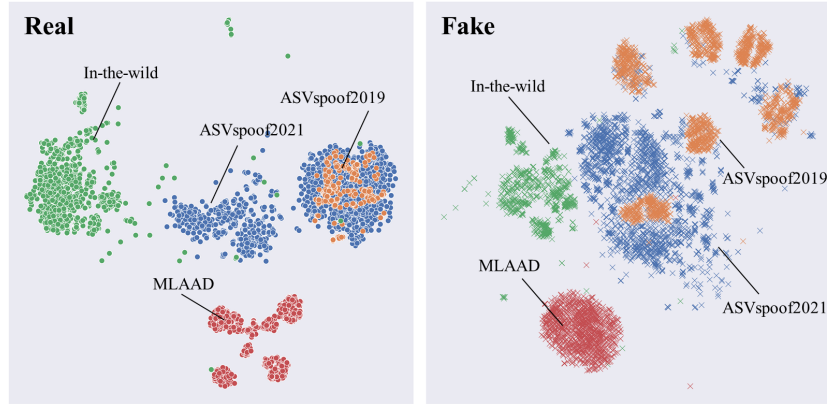 Real
In-the-wild
ASVspoof2019
ASVspoof2021
MLAAD
Fake
In-the-wild
ASVspoof2019
MLAAD
ASVspoof2021